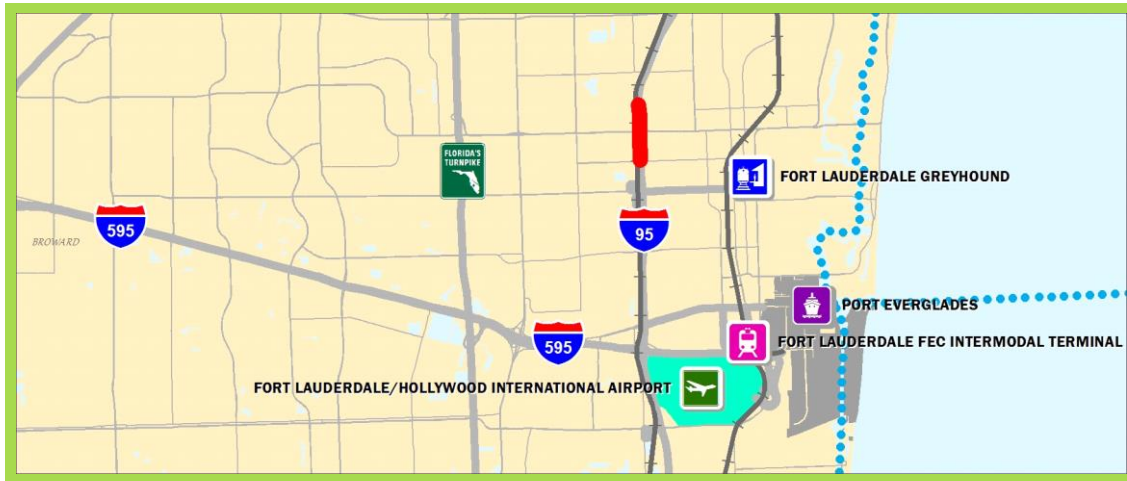 FLORIDA'S
TURNPIKE
FORT LAUDERDALE GREYHOUND
595
95
BROWARD
PORT EVERGLADES
595
FORT LAUDERDALE FEC INTERMODAL TERMINAL
FORT LAUDERDALE/HOLLYWOOD INTERNATIONAL AIRPORT